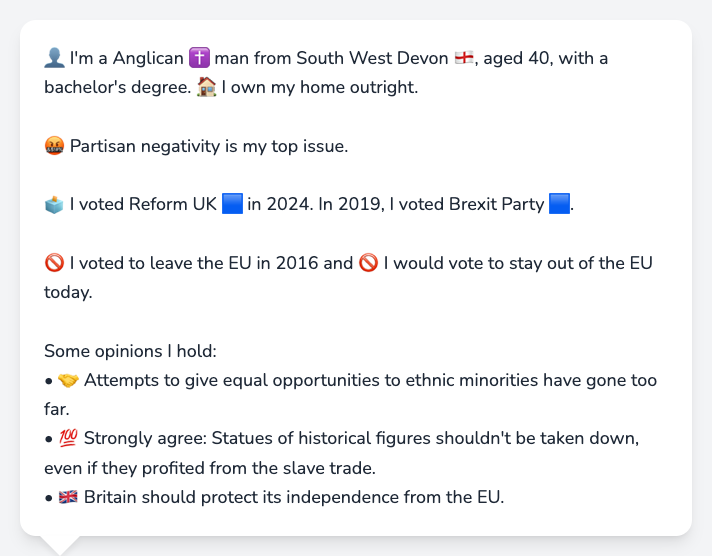 👤 I'm a Anglican ✝️ man from South West Devon 🏴󠁧󠁢󠁥󠁮󠁧󠁿, aged 40, with a
bachelor's degree. 🏠 I own my home outright.
🤬 Partisan negativity is my top issue.
🗳️ I voted Reform UK 🟦 in 2024. In 2019, I voted Brexit Party 🟦.
🚫 I voted to leave the EU in 2016 and 🚫 I would vote to stay out of the EU
today.
Some opinions I hold:
• 🤝 Attempts to give equal opportunities to ethnic minorities have gone too
far.
• 💯 Strongly agree: Statues of historical figures shouldn't be taken down,
even if they profited from the slave trade.
• 🇬🇧 Britain should protect its independence from the EU.